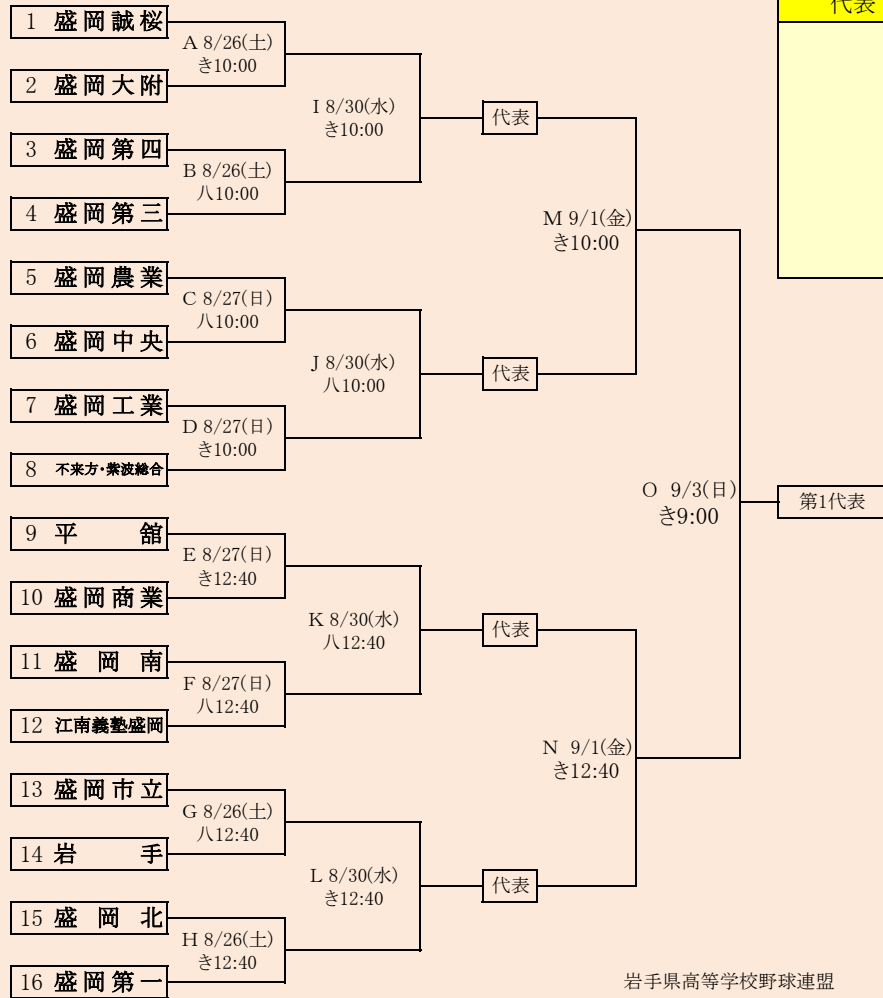 代表
1 盛岡誠桜
A 8/26(土)
き10:00
2 盛岡大附
I 8/30(水)
き10:00
代表
3 盛岡第四
B 8/26(土)
八10:00
4 盛岡第三
M 9/1(金)
き10:00
5 盛岡農業
C 8/27(日)
八10:00
6 盛岡中央
J 8/30(水)
八10:00
代表
7 盛岡工業
D 8/27(日)
き10:00
8 不来方・紫波総合
O 9/3(日)
き9:00
第1代表
9 平舘
E 8/27(日)
き12:40
10 盛岡商業
K 8/30(水)
八12:40
代表
11 盛岡南
F 8/27(日)
八12:40
12 江南義塾盛岡
N 9/1(金)
き12:40
13 盛岡市立
G 8/26(土)
八12:40
14 岩手
L 8/30(水)
き12:40
代表
15 盛岡北
H 8/26(土)
き12:40
16 盛岡第一
岩手県高等学校野球連盟